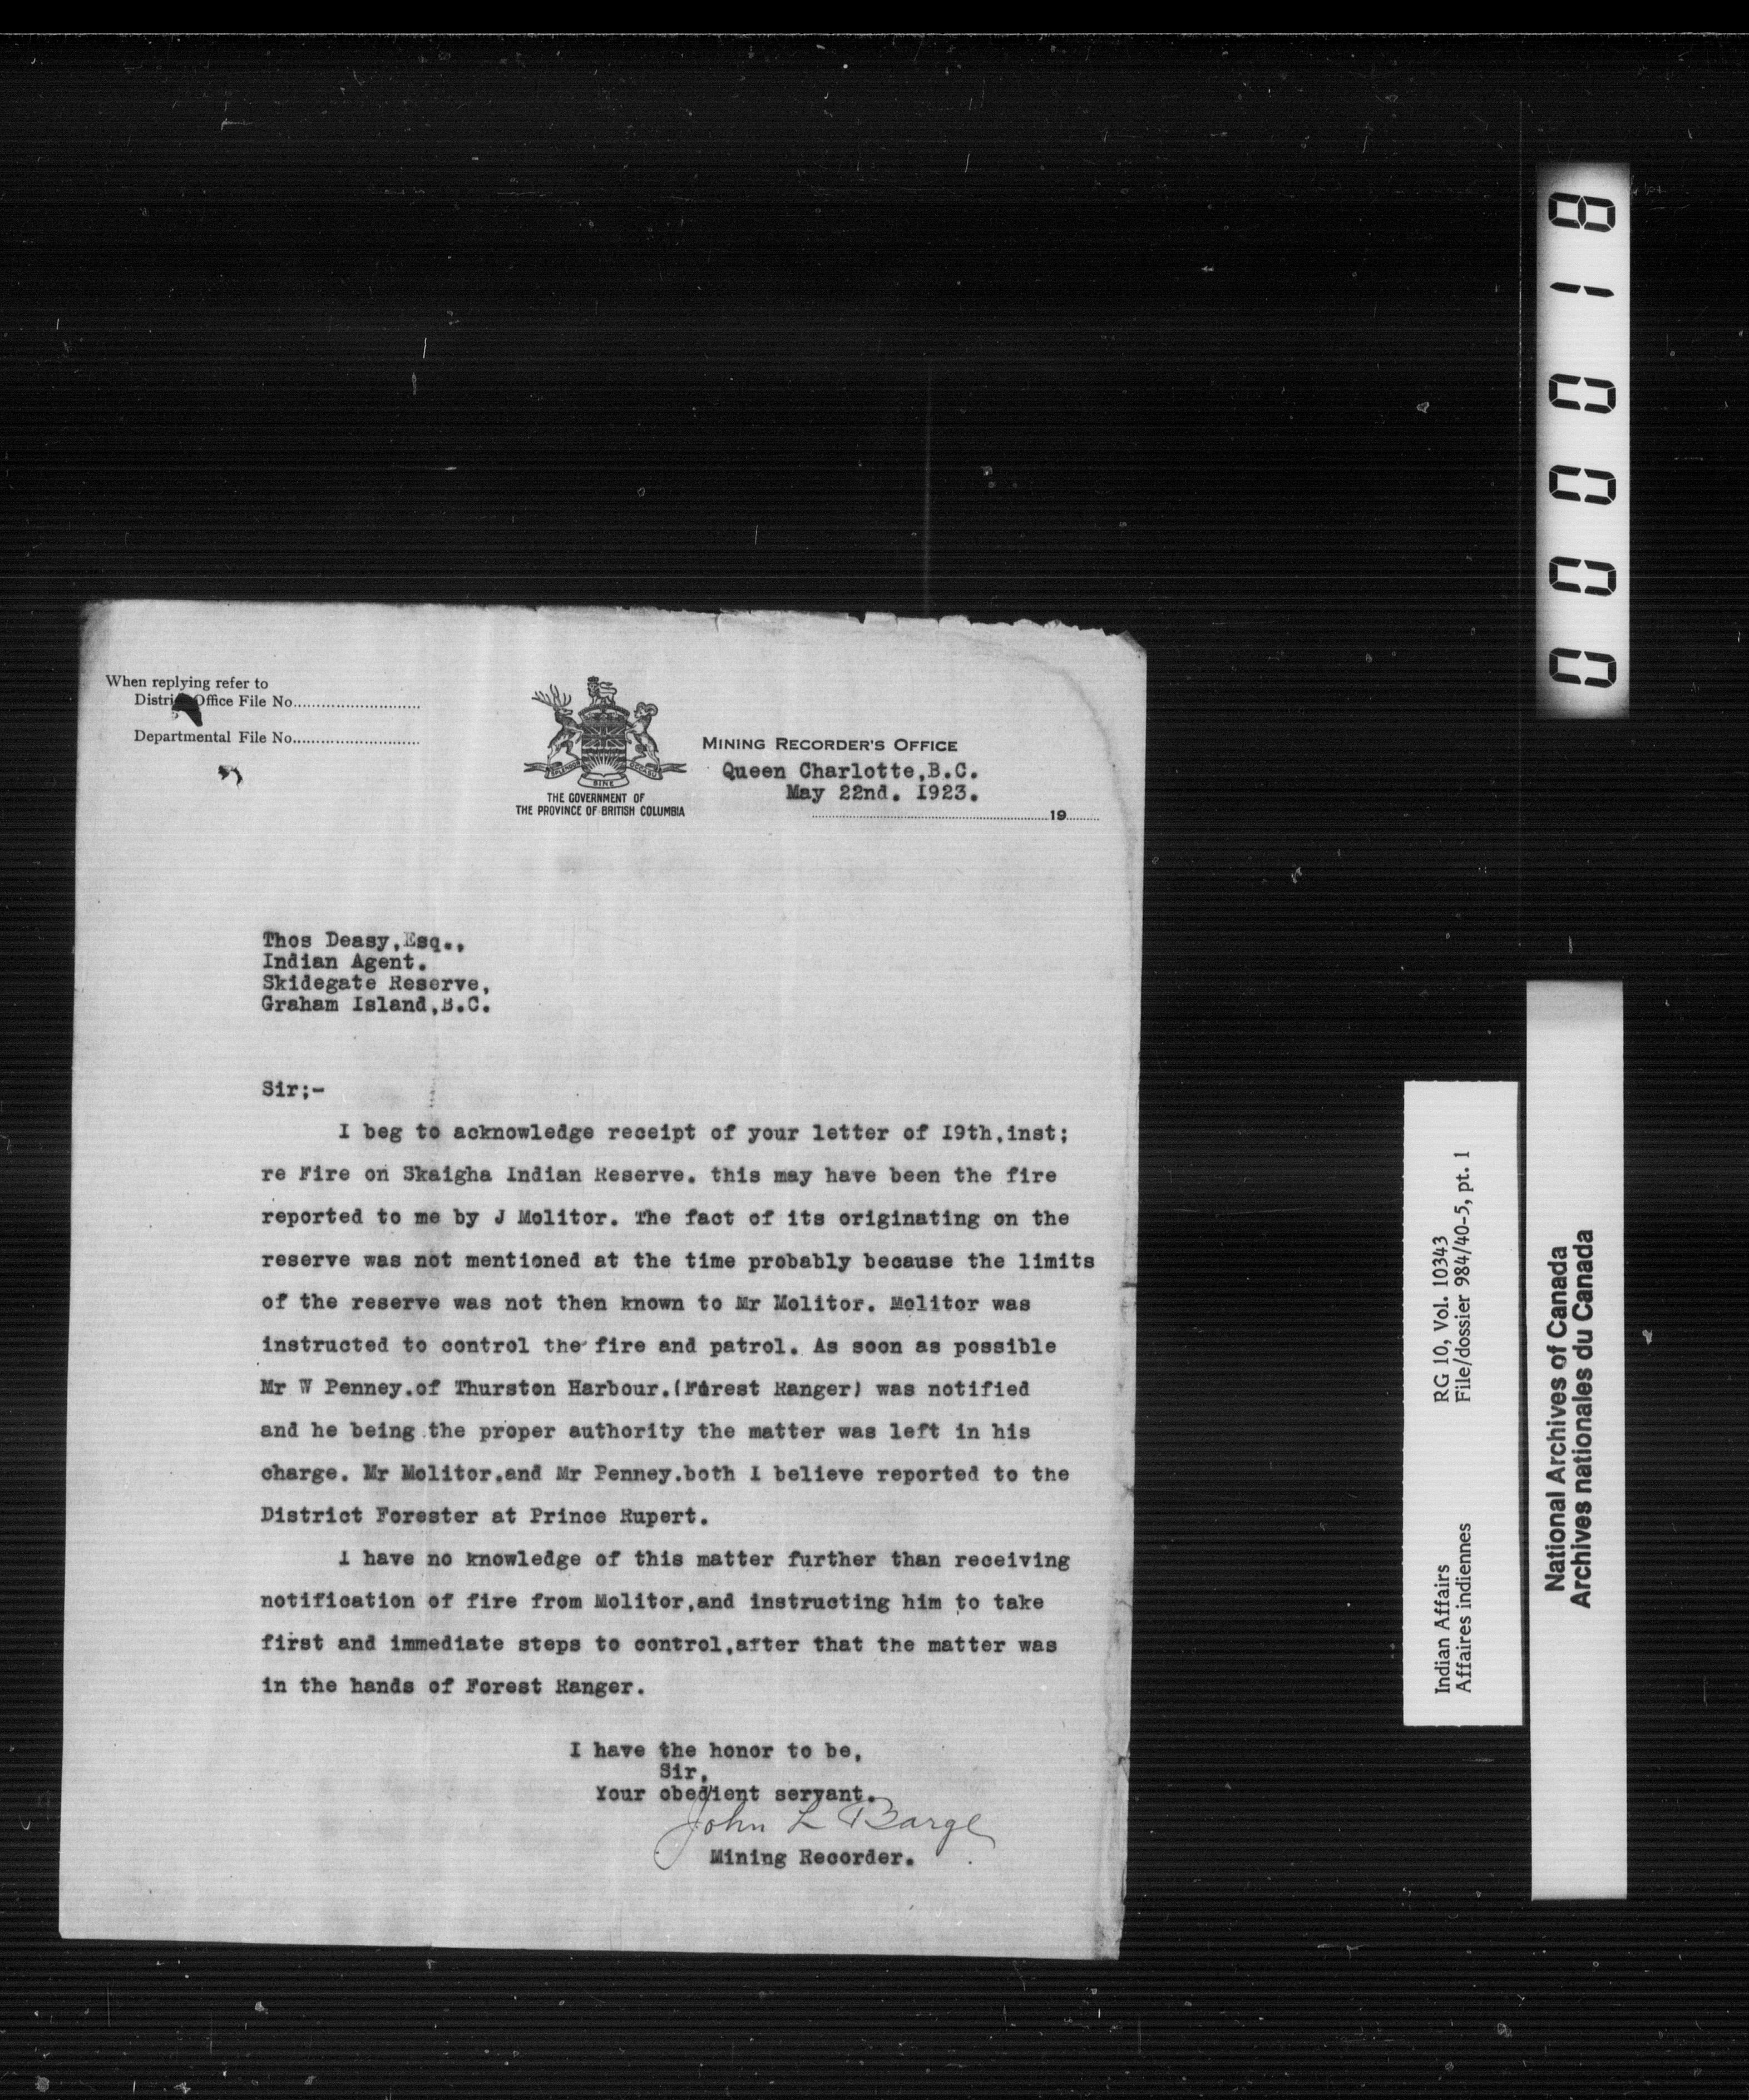 When replying refer to
District Office File No.
Departmental File No.
SPLENDOR SINE OCCASU
THE GOVERNMENT OF
THE PROVINCE OF BRITISH COLUMBIA
MINING RECORDER'S OFFICE
Queen Charlotte,B.C.
May 22nd. 1923.
19
Thos Deasy,Esq.,
Indian Agent.
Skidegate Reserve,
Graham Island,B.C.
Sir;-
I beg to acknowledge receipt of your letter of 19th,inst;
re Fire on Skaigha Indian Reserve. this may have been the fire
reported to me by J Molitor. The fact of its originating on the
reserve was not mentioned at the time probably because the limits
of the reserve was not then known to Mr Molitor. Molitor was
instructed to control the fire and patrol. As soon as possible
Mr W Penney.of Thurston Harbour.(Forest Ranger) was notified
and he being the proper authority the matter was left in his
charge. Mr Molitor.and Mr Penney.both I believe reported to the
District Forester at Prince Rupert.
I have no knowledge of this matter further than receiving
notification of fire from Molitor,and instructing him to take
first and immediate steps to control,after that the matter was
in the hands of Forest Ranger.
I have the honor to be,
Sir,
Your obedient servant.
John L Barge
Mining Recorder.
000018
Indian Affairs RG 10, Vol. 10343
Affaires indiennes File/dossier 984/40-5, pt. 1
National Archives of Canada
Archives nationales du Canada